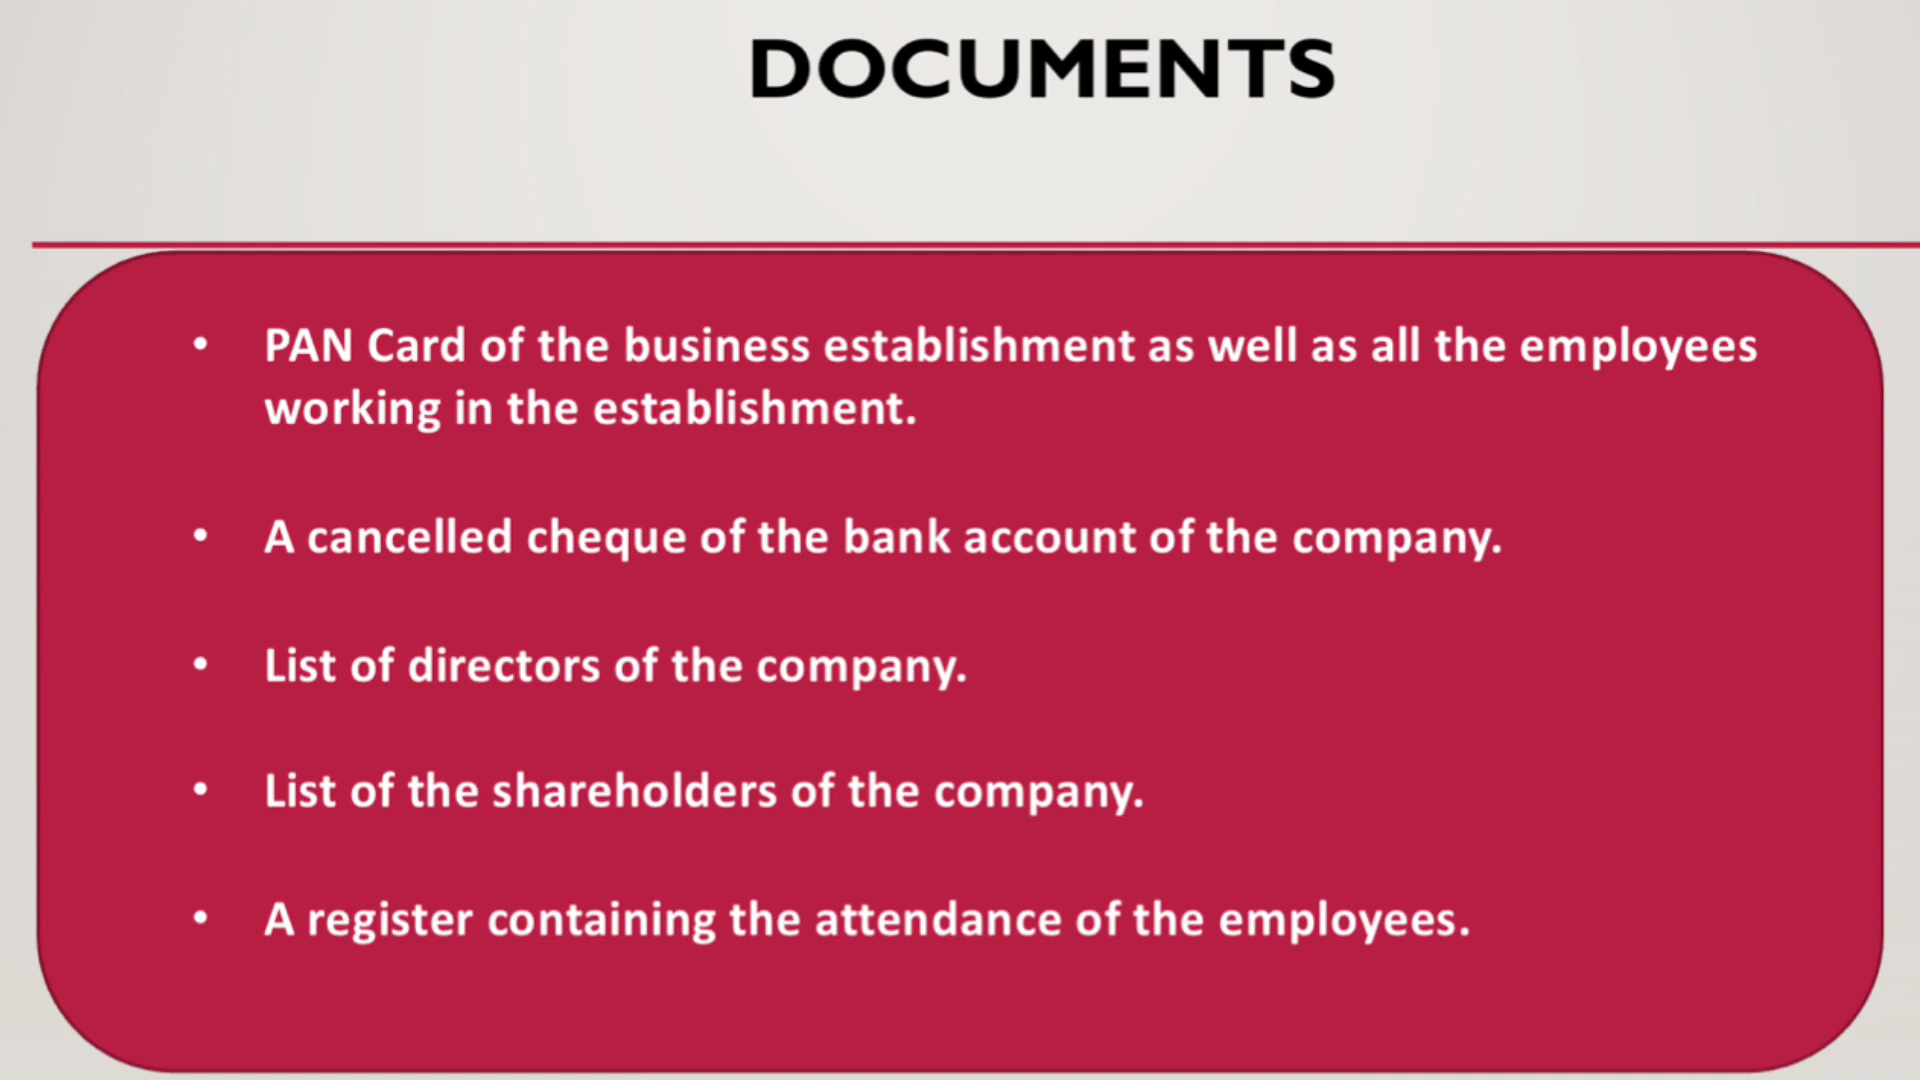 DOCUMENTS
• PAN Card of the business establishment as well as all the employees
working in the establishment.
• A cancelled cheque of the bank account of the company.
• List of directors of the company.
• List of the shareholders of the company.
• A register containing the attendance of the employees.